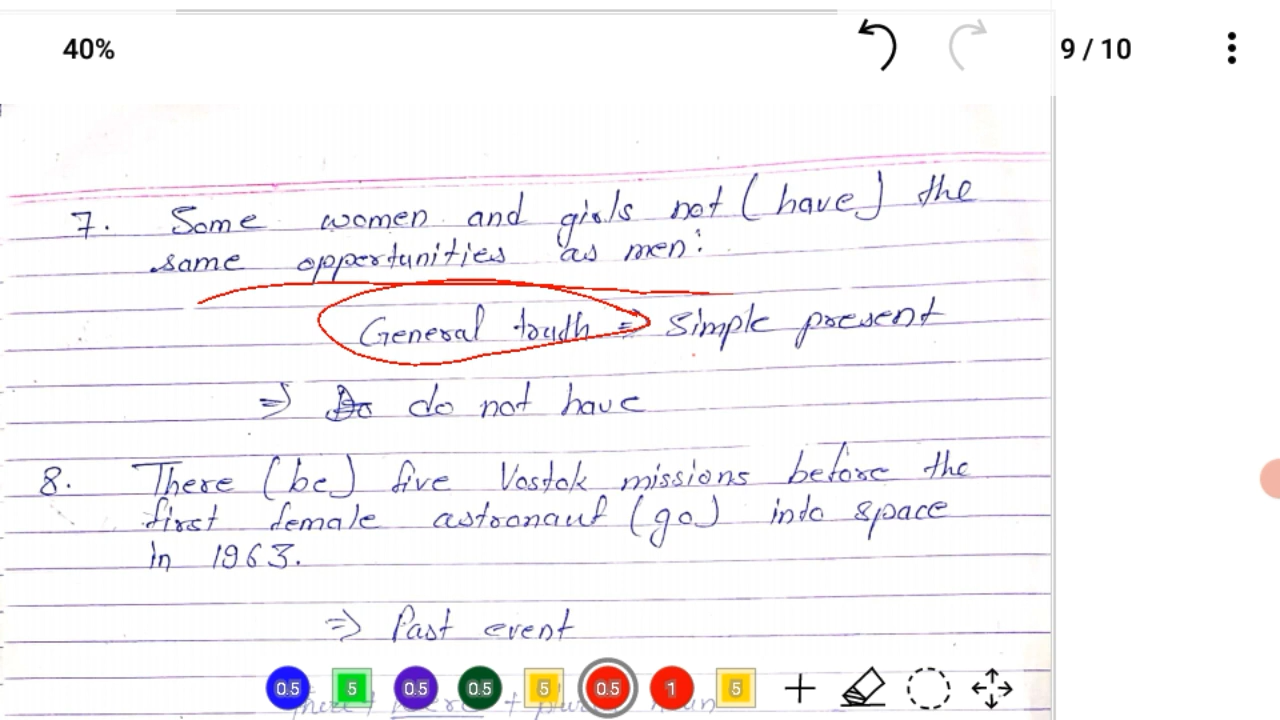 40%
9 / 10
7. Some women and girls not (have) the
same oppertunities as men:
General truth => Simple present
=> do not have
8. There (be) five Vostok missions before the
first female astronaut (go) into space
in 1963.
=> Past event
0.5 5 0.5 0.5 5 0.5 1 5